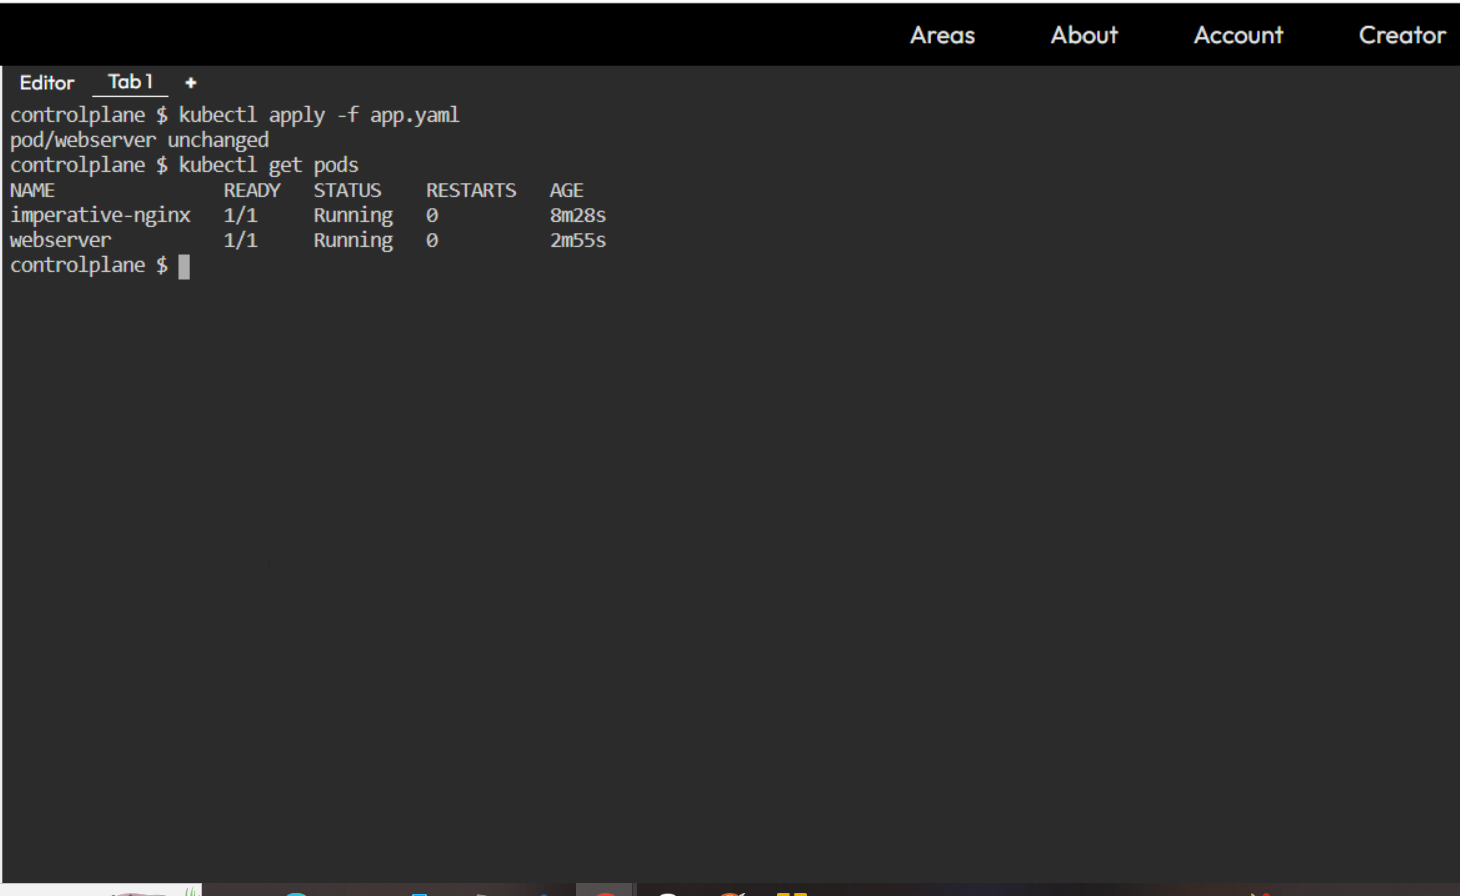 Areas About Account Creator
Editor Tab 1 +
controlplane $ kubectl apply -f app.yaml
pod/webserver unchanged
controlplane $ kubectl get pods
NAME READY STATUS RESTARTS AGE
imperative-nginx 1/1 Running 0 8m28s
webserver 1/1 Running 0 2m55s
controlplane $